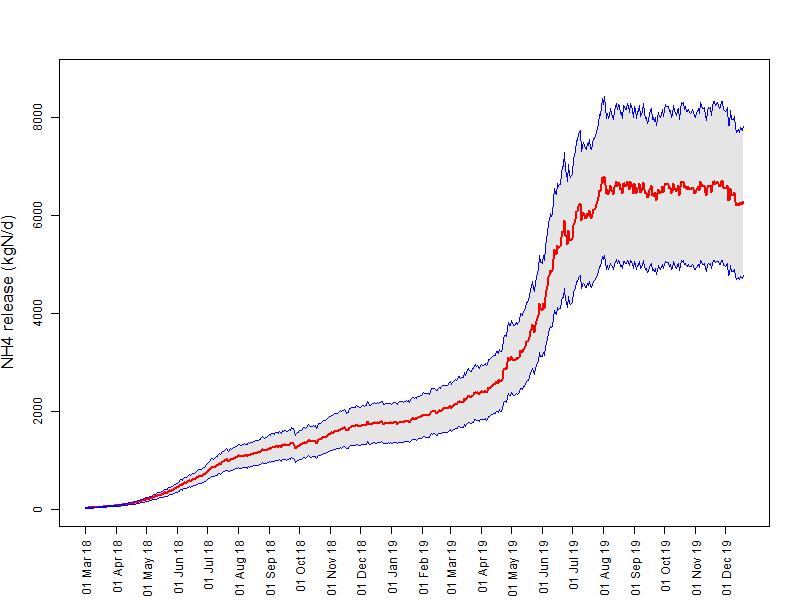 NH4 release (kgN/d)
8000
6000
4000
2000
0
01 Mar 18
01 Apr 18
01 May 18
01 Jun 18
01 Jul 18
01 Aug 18
01 Sep 18
01 Oct 18
01 Nov 18
01 Dec 18
01 Jan 19
01 Feb 19
01 Mar 19
01 Apr 19
01 May 19
01 Jun 19
01 Jul 19
01 Aug 19
01 Sep 19
01 Oct 19
01 Nov 19
01 Dec 19